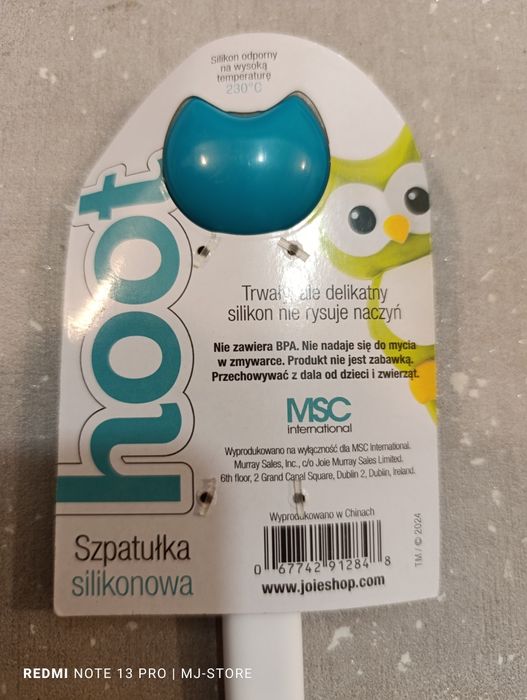 Silikon odporny
na wysoką
temperaturę
230°C
hoot
Trwały ale delikatny
silikon nie rysuje naczyń
Nie zawiera BPA. Nie nadaje się do mycia
w zmywarce. Produkt nie jest zabawką.
Przechowywać z dala od dzieci i zwierząt.
MSC
international
Wyprodukowano na wyłączność dla MSC International.
Murray Sales, Inc., c/o Joie Murray Sales Limited.
6th floor, 2 Grand Canal Square, Dublin 2, Dublin, Ireland.
Wyprodukowano w Chinach
0 67742 91284 8
www.joieshop.com
TM / © 2024
Szpatułka
silikonowa
REDMI NOTE 13 PRO | MJ-STORE